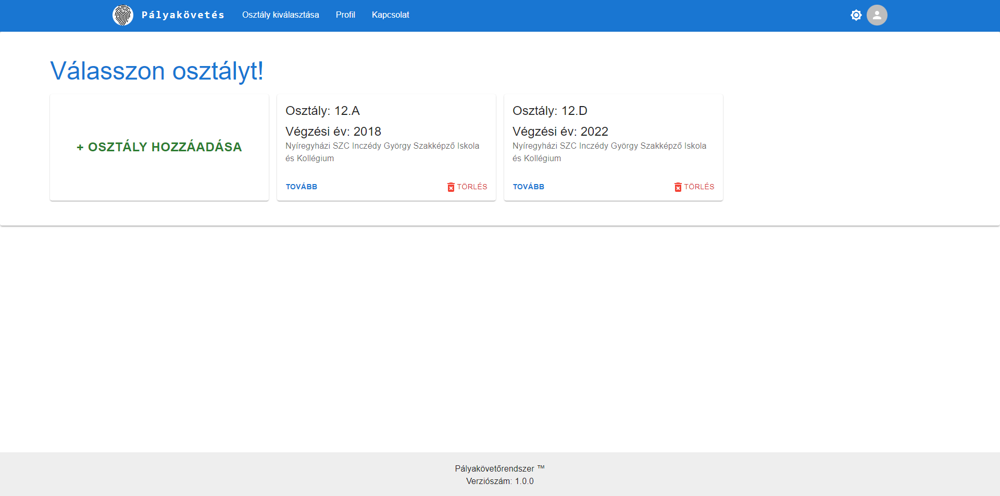 Pályakövetés
Osztály kiválasztása
Profil
Kapcsolat
Válasszon osztályt!
+ OSZTÁLY HOZZÁADÁSA
Osztály: 12.A
Végzési év: 2018
Nyíregyházi SZC Inczédy György Szakképző Iskola
és Kollégium
TOVÁBB
TÖRLÉS
Osztály: 12.D
Végzési év: 2022
Nyíregyházi SZC Inczédy György Szakképző Iskola
és Kollégium
TOVÁBB
TÖRLÉS
Pályakövetőrendszer ™
Verziószám: 1.0.0